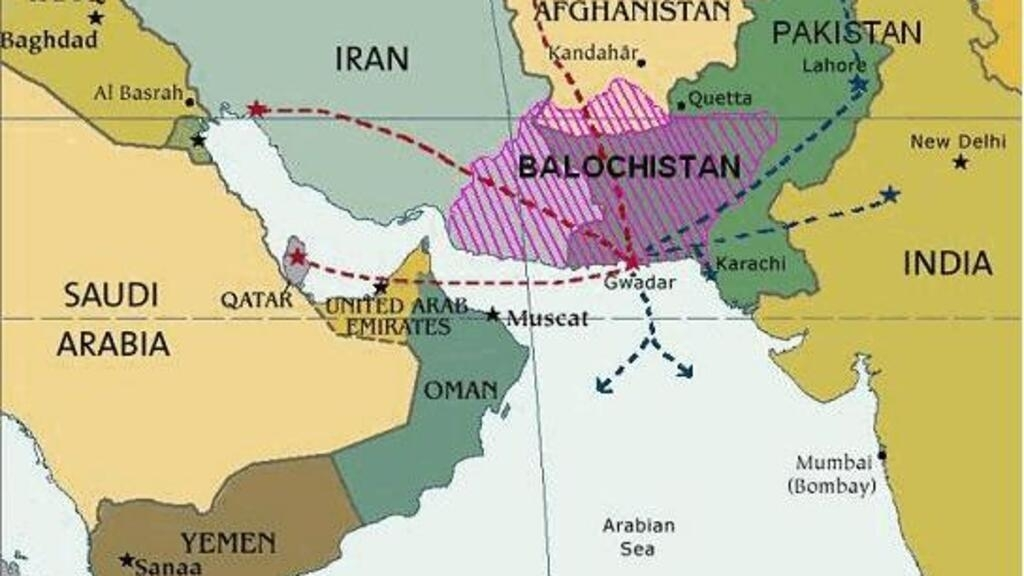 AFGHANISTAN
PAKISTAN
Baghdad
IRAN
Kandahār
Lahore
Al Basrah
Quetta
New Delhi
BALOCHISTAN
INDIA
Karachi
Gwadar
SAUDI
ARABIA
QATAR
UNITED ARAB
EMIRATES
Muscat
OMAN
Mumbai
(Bombay)
Arabian
Sea
YEMEN
Sanaa